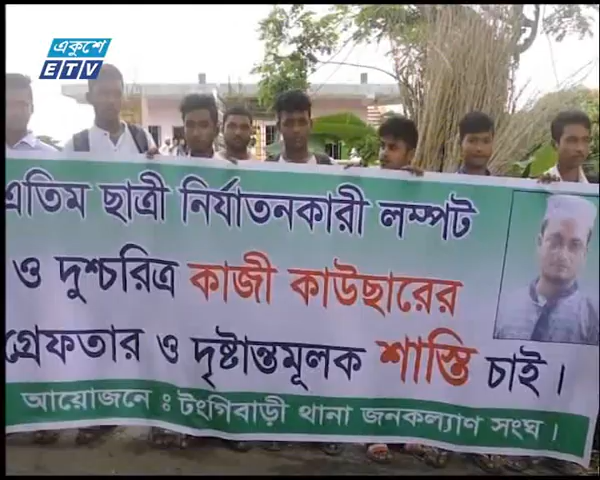 একুশে
ETV
এতিম ছাত্রী নির্যাতনকারী লম্পট
ও দুশ্চরিত্র কাজী কাউছারের
গ্রেফতার ও দৃষ্টান্তমূলক শাস্তি চাই।
আয়োজনে ঃ টংগিবাড়ী থানা জনকল্যাণ সংঘ।